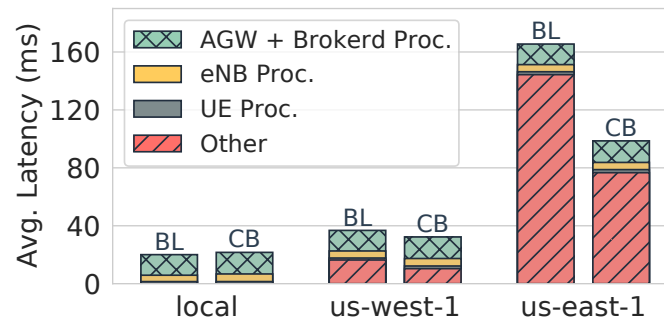 Avg. Latency (ms)
160
120
80
40
0
AGW + Brokerd Proc.
eNB Proc.
UE Proc.
Other
BL
CB
BL
CB
BL
CB
local
us-west-1
us-east-1